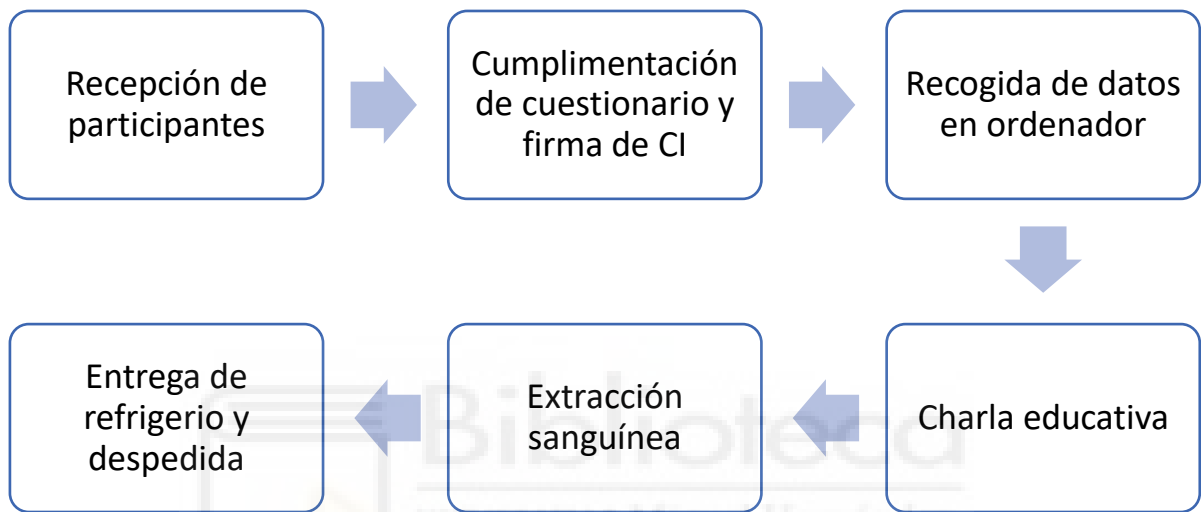 Recepción de
participantes
Cumplimentación
de cuestionario y
firma de CI
Recogida de datos
en ordenador
Charla educativa
Extracción
sanguínea
Entrega de
refrigerio y
despedida
Biblioteca